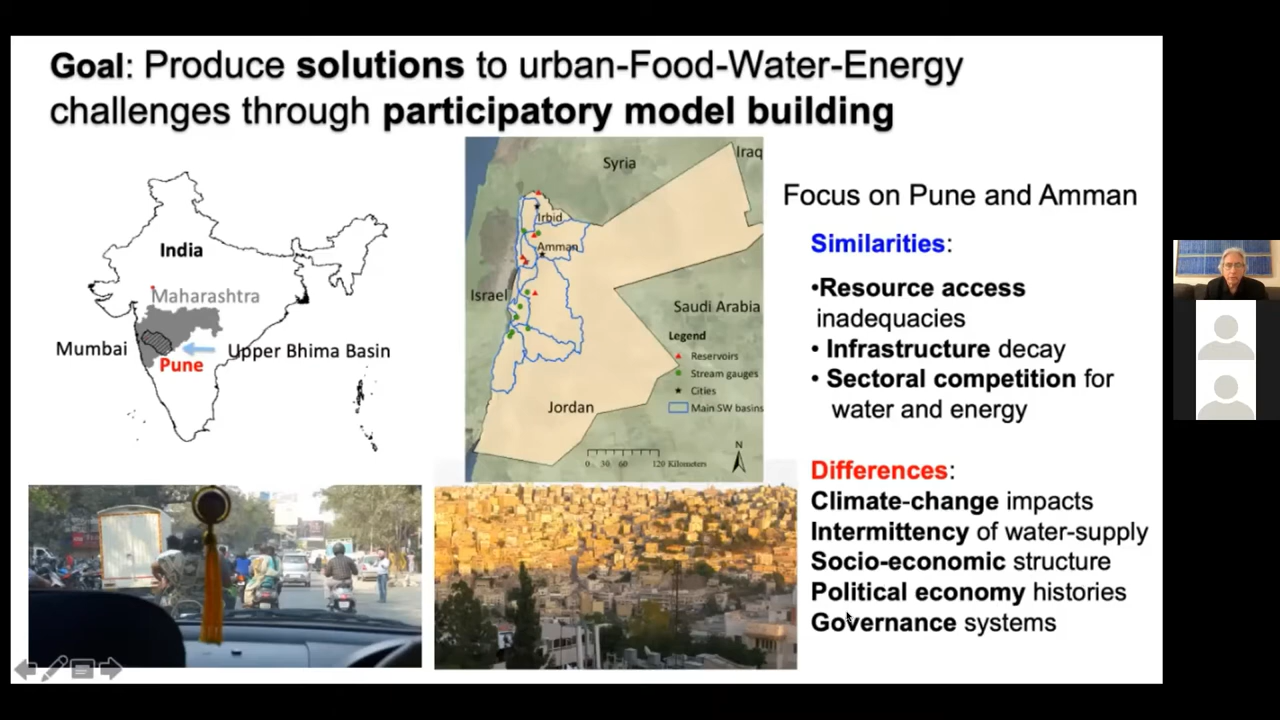 Goal: Produce solutions to urban-Food-Water-Energy
challenges through participatory model building
India
Maharashtra
Mumbai
Upper Bhima Basin
Pune
Syria
Iraq
Irbid
Amman
Israel
Saudi Arabia
Legend
Reservoirs
Stream gauges
Cities
Main SW basins
Jordan
N
0 30 60 120 Kilometers
Focus on Pune and Amman
Similarities:
•Resource access
inadequacies
• Infrastructure decay
• Sectoral competition for
water and energy
Differences:
Climate-change impacts
Intermittency of water-supply
Socio-economic structure
Political economy histories
Governance systems